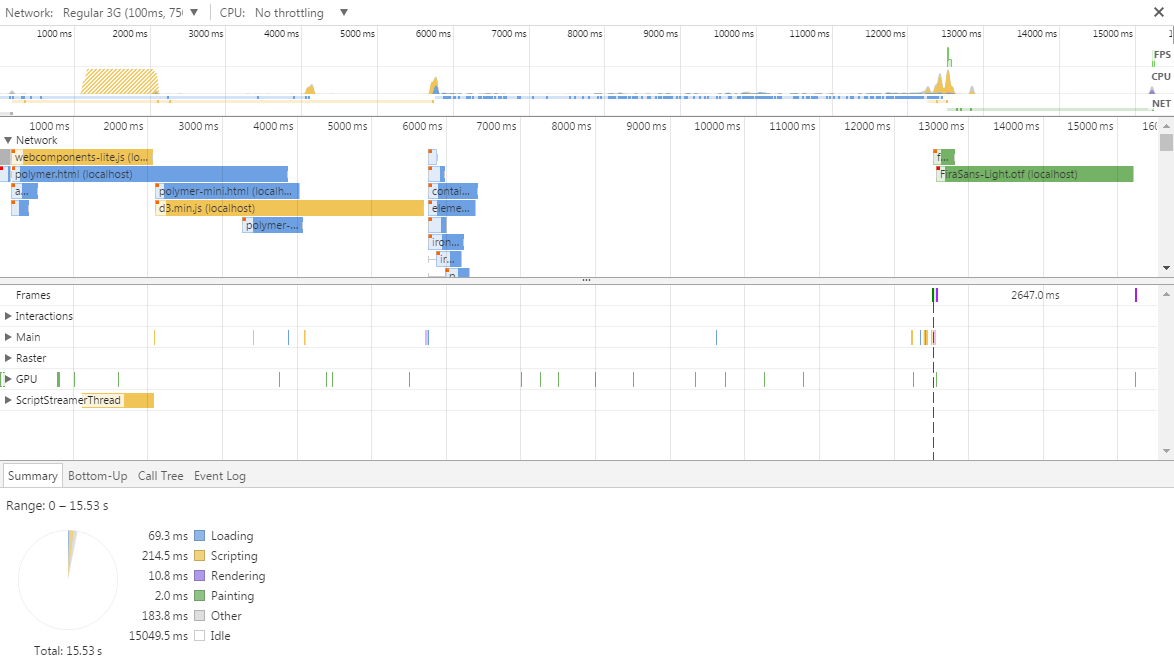 Network: Regular 3G (100ms, 750 CPU: No throttling
1000 ms 2000 ms 3000 ms 4000 ms 5000 ms 6000 ms 7000 ms 8000 ms 9000 ms 10000 ms 11000 ms 12000 ms 13000 ms 14000 ms 15000 ms
FPS
CPU
NET
1000 ms 2000 ms 3000 ms 4000 ms 5000 ms 6000 ms 7000 ms 8000 ms 9000 ms 10000 ms 11000 ms 12000 ms 13000 ms 14000 ms 15000 ms 160
Network
webcomponents-lite.js (lo... f...
polymer.html (localhost) FiraSans-Light.otf (localhost)
a... polymer-mini.html (localh... contai...
d3.min.js (localhost) eleme...
polymer-...
iron...
ir...
Frames 2647.0 ms
Interactions
Main
Raster
GPU
ScriptStreamerThread
Summary Bottom-Up Call Tree Event Log
Range: 0 – 15.53 s
69.3 ms Loading
214.5 ms Scripting
10.8 ms Rendering
2.0 ms Painting
183.8 ms Other
15049.5 ms Idle
Total: 15.53 s